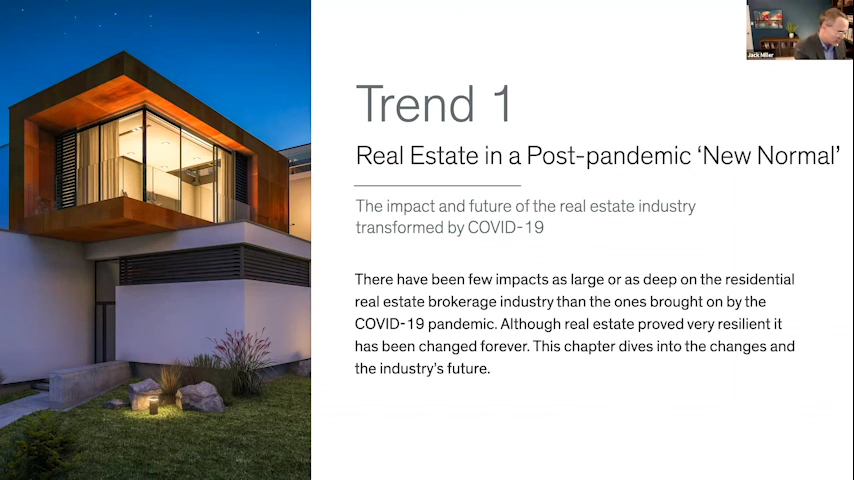 Jack Miller
Trend 1
Real Estate in a Post-pandemic ‘New Normal’
The impact and future of the real estate industry
transformed by COVID-19
There have been few impacts as large or as deep on the residential
real estate brokerage industry than the ones brought on by the
COVID-19 pandemic. Although real estate proved very resilient it
has been changed forever. This chapter dives into the changes and
the industry’s future.